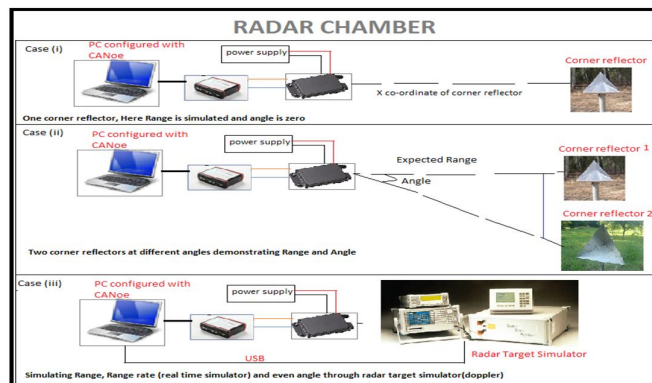 RADAR CHAMBER
Case (i)
PC configured with
CANoe
power supply
Corner reflector
X co-ordinate of corner reflector
One corner reflector, Here Range is simulated and angle is zero
Case (ii)
PC configured with
CANoe
power supply
Corner reflector 1
Expected Range
Angle
Corner reflector 2
Two corner reflectors at different angles demonstrating Range and Angle
Case (iii)
PC configured with
CANoe
power supply
USB
Radar Target Simulator
Simulating Range, Range rate (real time simulator) and even angle through radar target simulator(doppler)